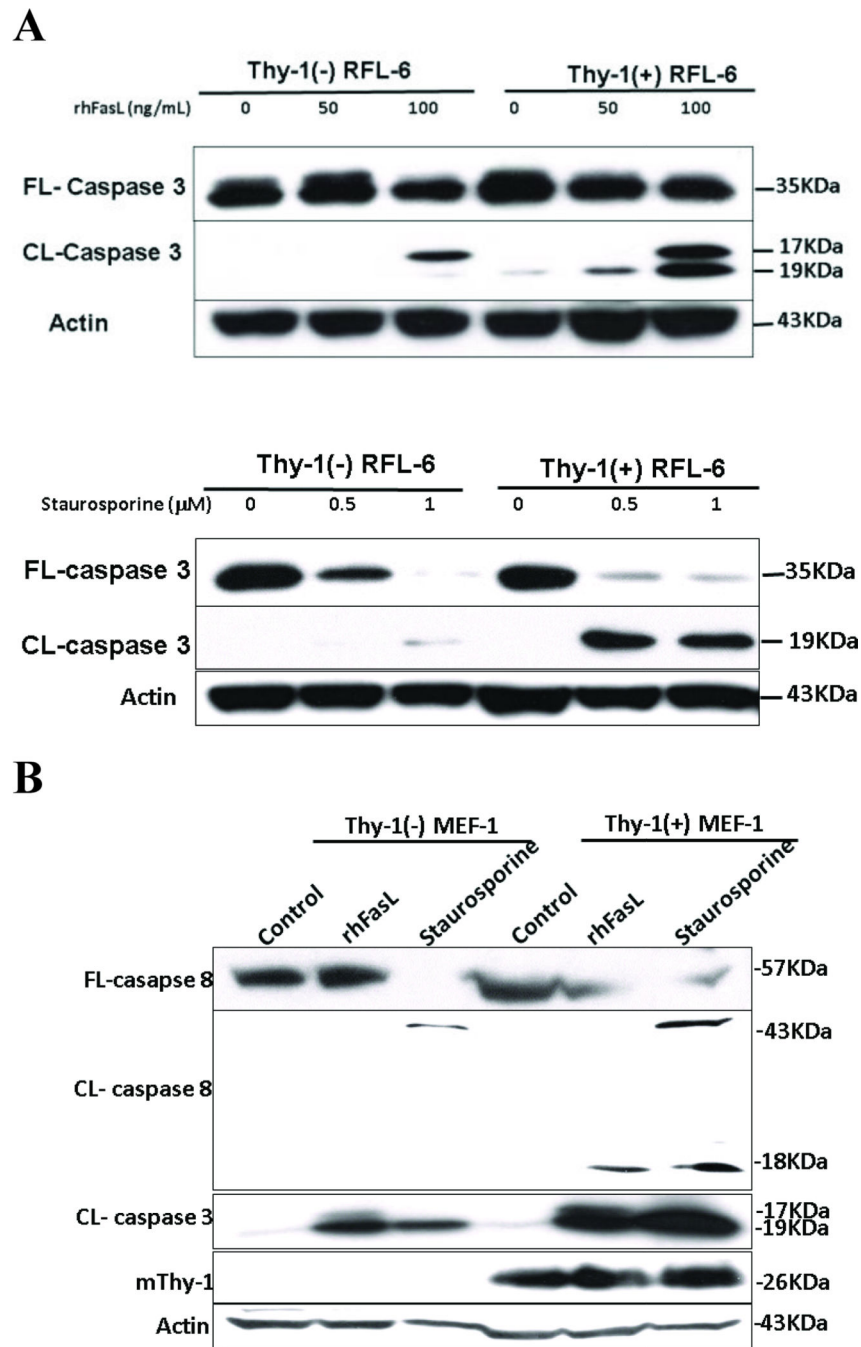 A
Thy-1(-) RFL-6 Thy-1(+) RFL-6
rhFasL (ng/mL) 0 50 100 0 50 100
FL- Caspase 3 35KDa
CL-Caspase 3 17KDa
19KDa
Actin 43KDa
Thy-1(-) RFL-6 Thy-1(+) RFL-6
Staurosporine (µM) 0 0.5 1 0 0.5 1
FL-caspase 3 35KDa
CL-caspase 3 19KDa
Actin 43KDa
B
Thy-1(-) MEF-1 Thy-1(+) MEF-1
Control rhFasL Staurosporine Control rhFasL Staurosporine
FL-casapse 8 -57KDa
-43KDa
CL- caspase 8
-18KDa
CL- caspase 3 -17KDa
-19KDa
mThy-1 -26KDa
Actin -43KDa